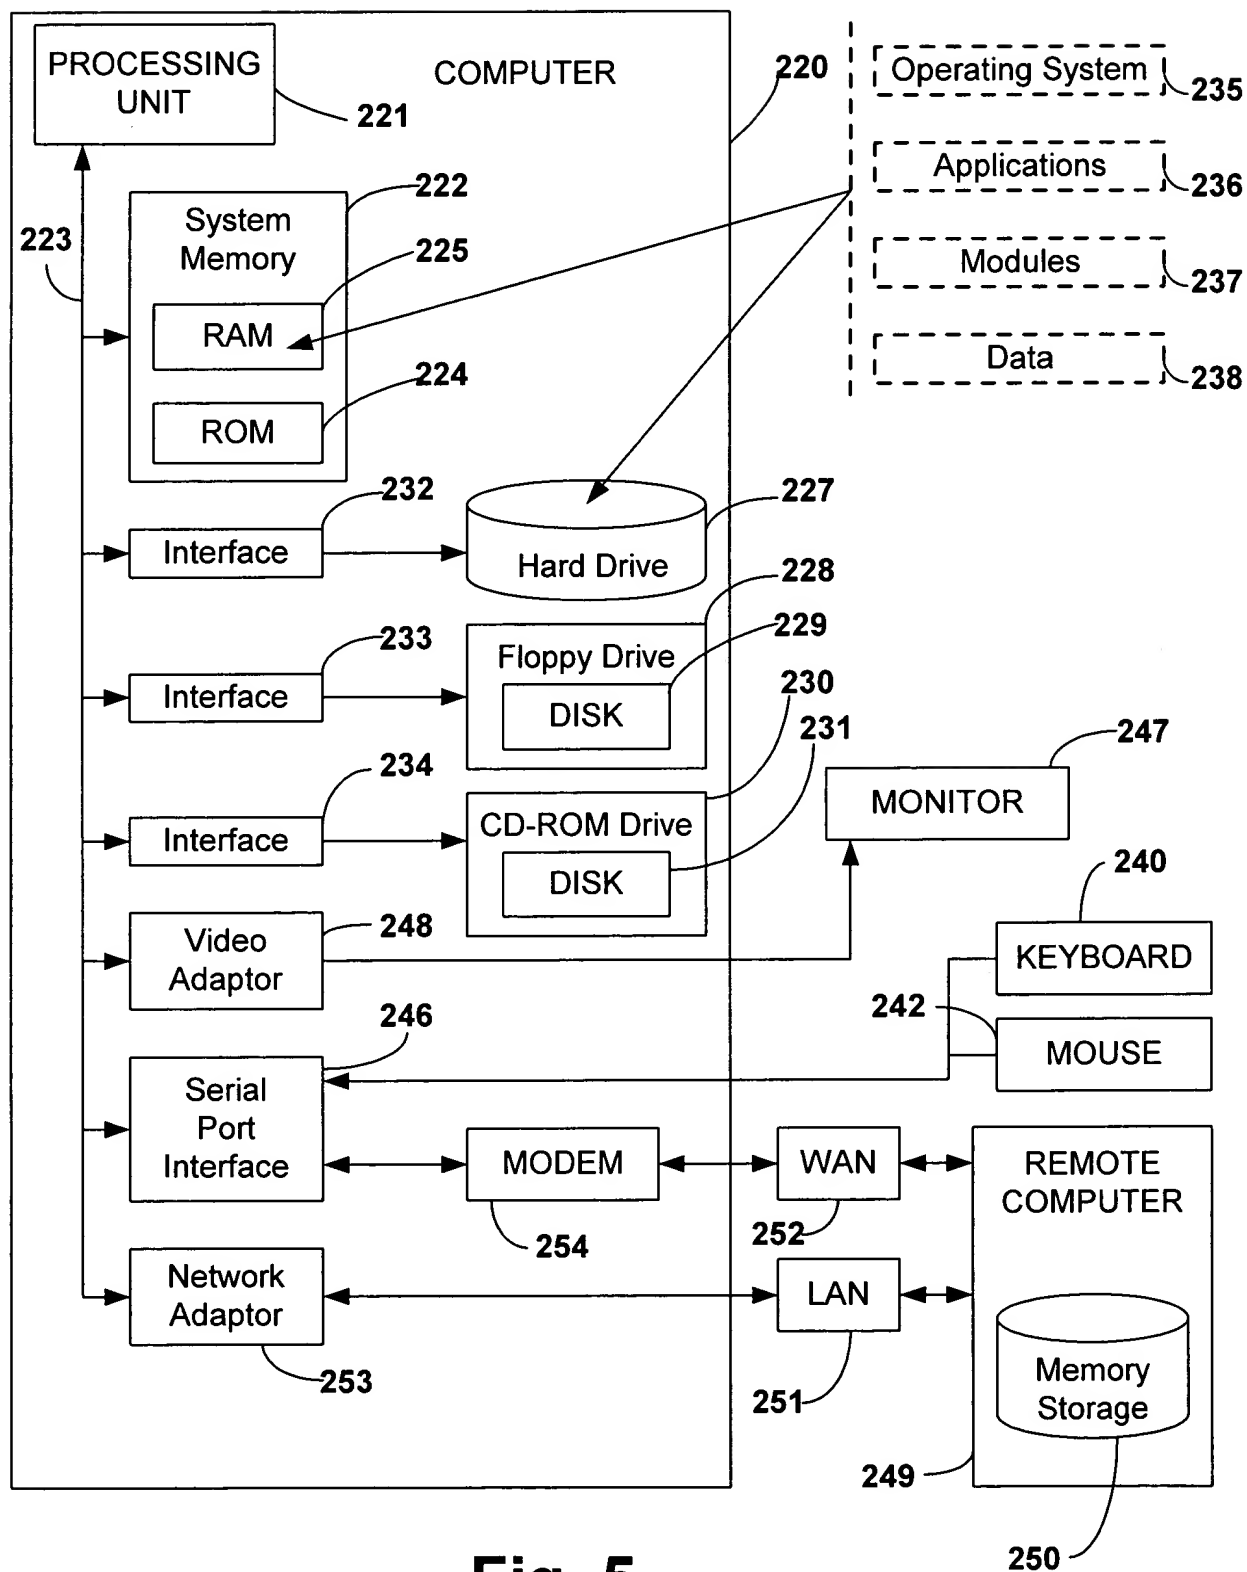 PROCESSING
UNIT
221
COMPUTER
220
Operating System
235
Applications
236
Modules
237
Data
238
223
System
Memory
222
225
RAM
224
ROM
232
Interface
227
Hard Drive
228
233
Interface
229
Floppy Drive
DISK
230
231
234
Interface
CD-ROM Drive
DISK
247
MONITOR
240
KEYBOARD
248
Video
Adaptor
242
MOUSE
246
Serial
Port
Interface
MODEM
254
WAN
252
REMOTE
COMPUTER
Network
Adaptor
253
LAN
251
Memory
Storage
249
250
Fig. 5